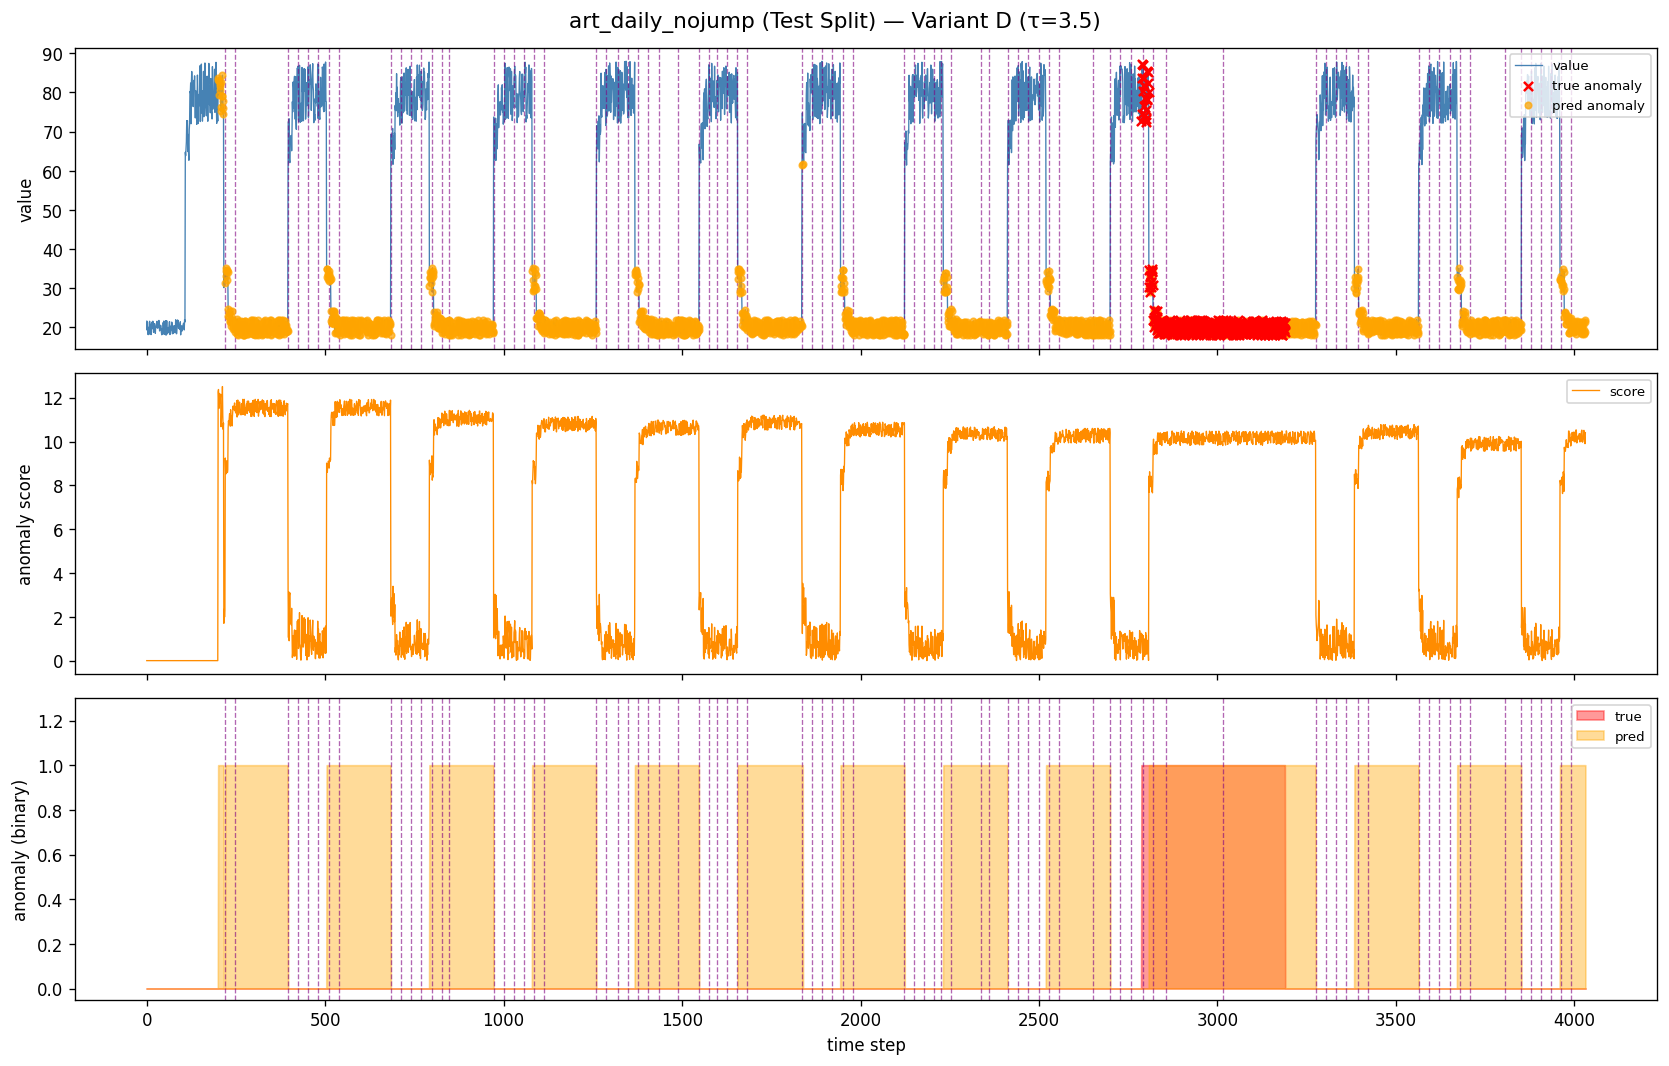 art_daily_nojump (Test Split) — Variant D (τ=3.5)
90
80
70
60
50
40
30
20
value
value
true anomaly
pred anomaly
12
10
8
6
4
2
0
anomaly score
score
1.2
1.0
0.8
0.6
0.4
0.2
0.0
anomaly (binary)
true
pred
0
500
1000
1500
2000
2500
3000
3500
4000
time step